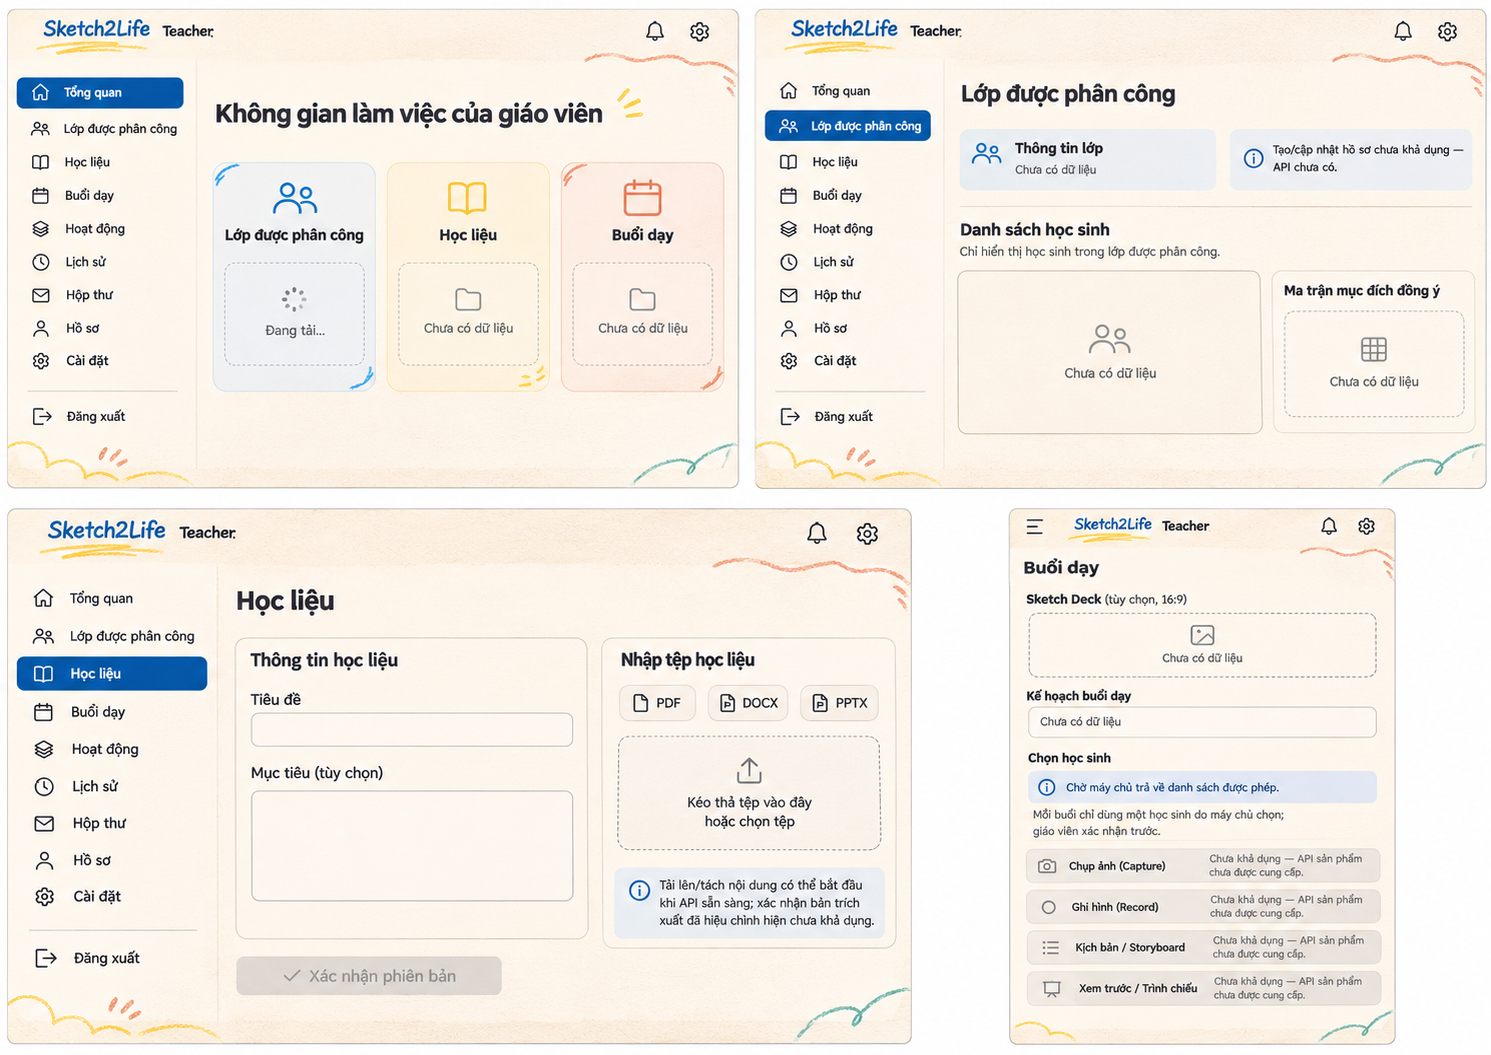 Sketch2Life Teacher
Tổng quan
Lớp được phân công
Học liệu
Buổi dạy
Hoạt động
Lịch sử
Hộp thư
Hồ sơ
Cài đặt
Đăng xuất
Không gian làm việc của giáo viên
Lớp được phân công
Đang tải...
Học liệu
Chưa có dữ liệu
Buổi dạy
Chưa có dữ liệu
Sketch2Life Teacher
Tổng quan
Lớp được phân công
Học liệu
Buổi dạy
Hoạt động
Lịch sử
Hộp thư
Hồ sơ
Cài đặt
Đăng xuất
Lớp được phân công
Thông tin lớp
Chưa có dữ liệu
Tạo/cập nhật hồ sơ chưa khả dụng —
API chưa có.
Danh sách học sinh
Chỉ hiển thị học sinh trong lớp được phân công.
Chưa có dữ liệu
Ma trận mục đích đồng ý
Chưa có dữ liệu
Sketch2Life Teacher
Tổng quan
Lớp được phân công
Học liệu
Buổi dạy
Hoạt động
Lịch sử
Hộp thư
Hồ sơ
Cài đặt
Đăng xuất
Học liệu
Thông tin học liệu
Tiêu đề
Mục tiêu (tùy chọn)
Nhập tệp học liệu
PDF
DOCX
PPTX
Kéo thả tệp vào đây
hoặc chọn tệp
Tải lên/tách nội dung có thể bắt đầu
khi API sẵn sàng; xác nhận bản trích
xuất đã hiệu chỉnh hiện chưa khả dụng.
Xác nhận phiên bản
Sketch2Life Teacher
Buổi dạy
Sketch Deck (tùy chọn, 16:9)
Chưa có dữ liệu
Kế hoạch buổi dạy
Chưa có dữ liệu
Chọn học sinh
Chờ máy chủ trả về danh sách được phép.
Mỗi buổi chỉ dùng một học sinh do máy chủ chọn;
giáo viên xác nhận trước.
Chụp ảnh (Capture)
Chưa khả dụng — API sản phẩm
chưa được cung cấp.
Ghi hình (Record)
Chưa khả dụng — API sản phẩm
chưa được cung cấp.
Kịch bản / Storyboard
Chưa khả dụng — API sản phẩm
chưa được cung cấp.
Xem trước / Trình chiếu
Chưa khả dụng — API sản phẩm
chưa được cung cấp.